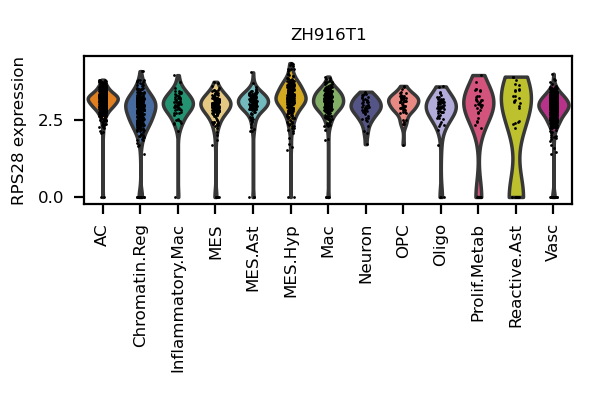 ZH916T1
RPS28 expression
2.5
0.0
AC
Chromatin.Reg
Inflammatory.Mac
MES
MES.Ast
MES.Hyp
Mac
Neuron
OPC
Oligo
Prolif.Metab
Reactive.Ast
Vasc